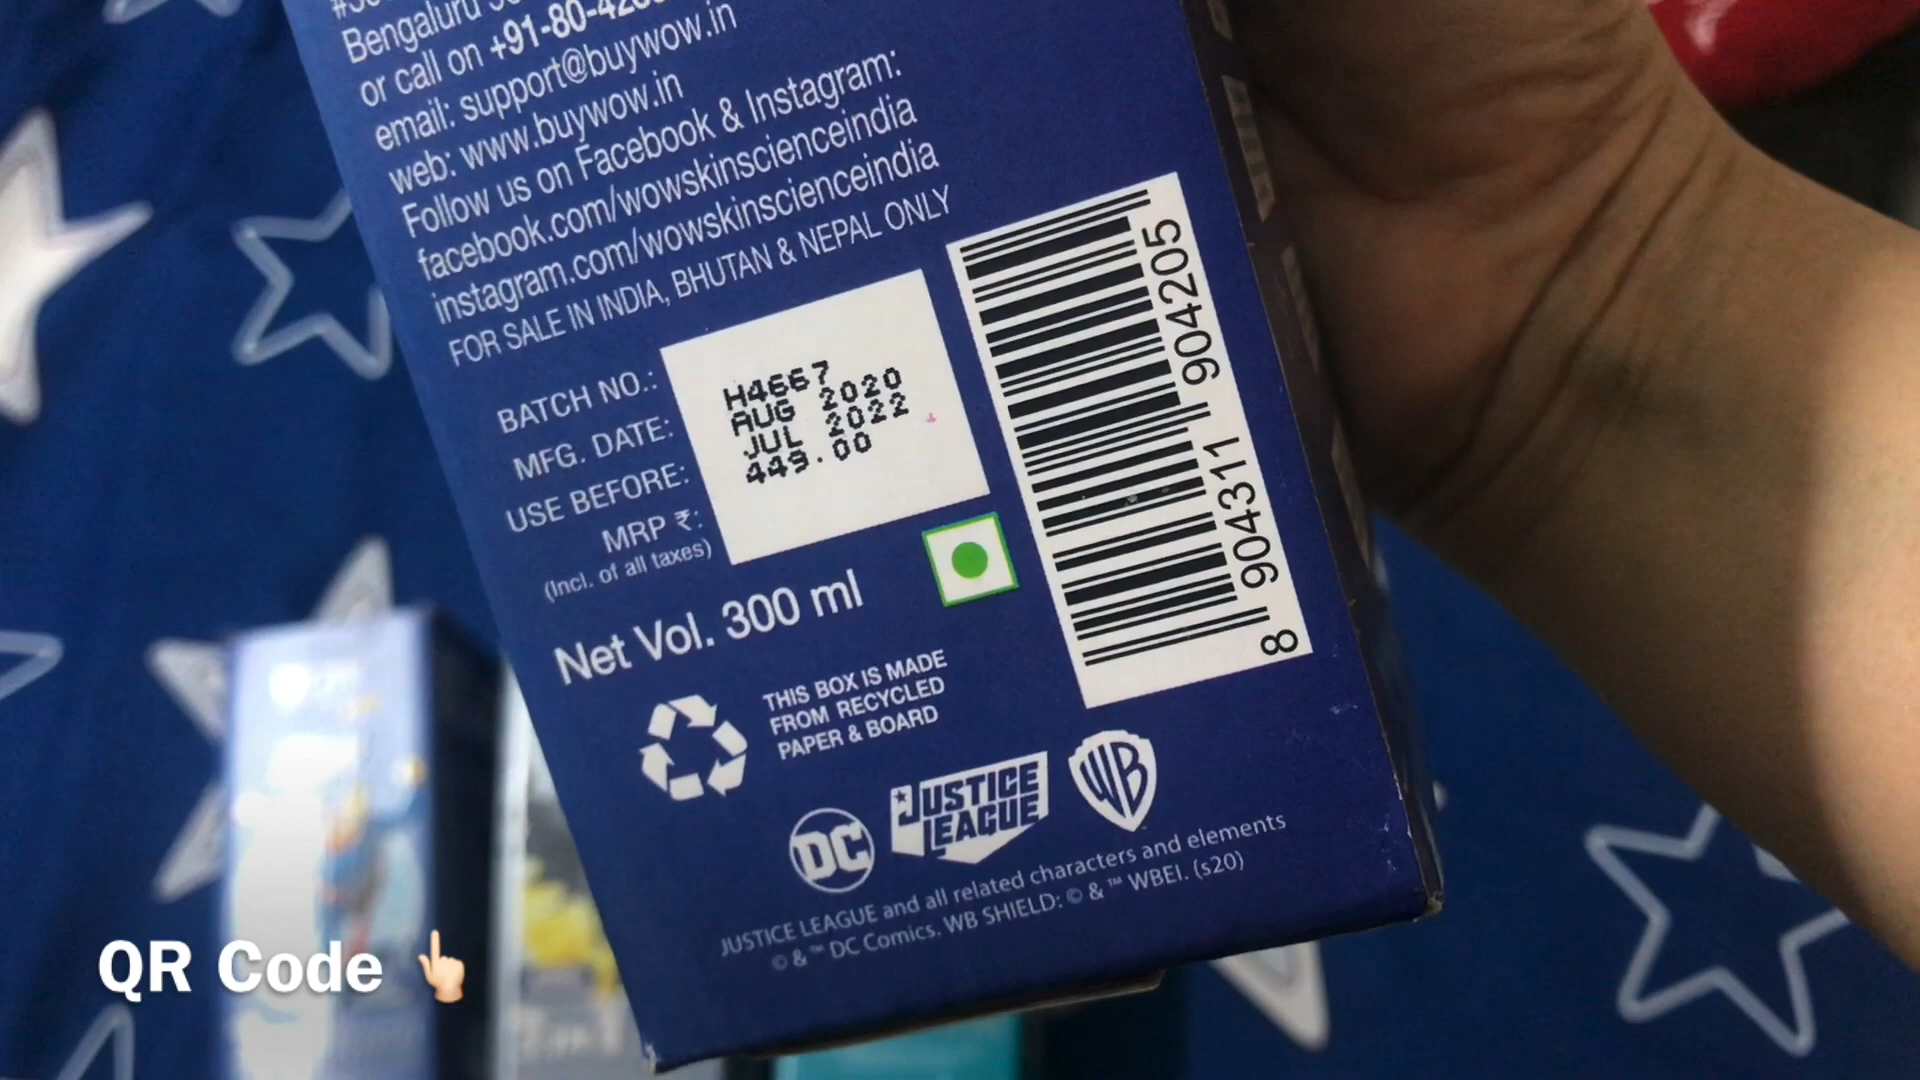 Bengaluru
or call on +91-80-42
email: support@buywow.in
web: www.buywow.in
Follow us on Facebook & Instagram:
facebook.com/wowskinscienceindia
instagram.com/wowskinscienceindia
FOR SALE IN INDIA, BHUTAN & NEPAL ONLY
BATCH NO.: H4667
MFG. DATE: AUG 2020
USE BEFORE: JUL 2022
MRP ₹: 449.00
(Incl. of all taxes)
Net Vol. 300 ml
8 904311 904205
THIS BOX IS MADE
FROM RECYCLED
PAPER & BOARD
DC
JUSTICE
LEAGUE
WB
JUSTICE LEAGUE and all related characters and elements
© & ™ DC Comics. WB SHIELD: © & ™ WBEI. (s20)
QR Code 👆🏻